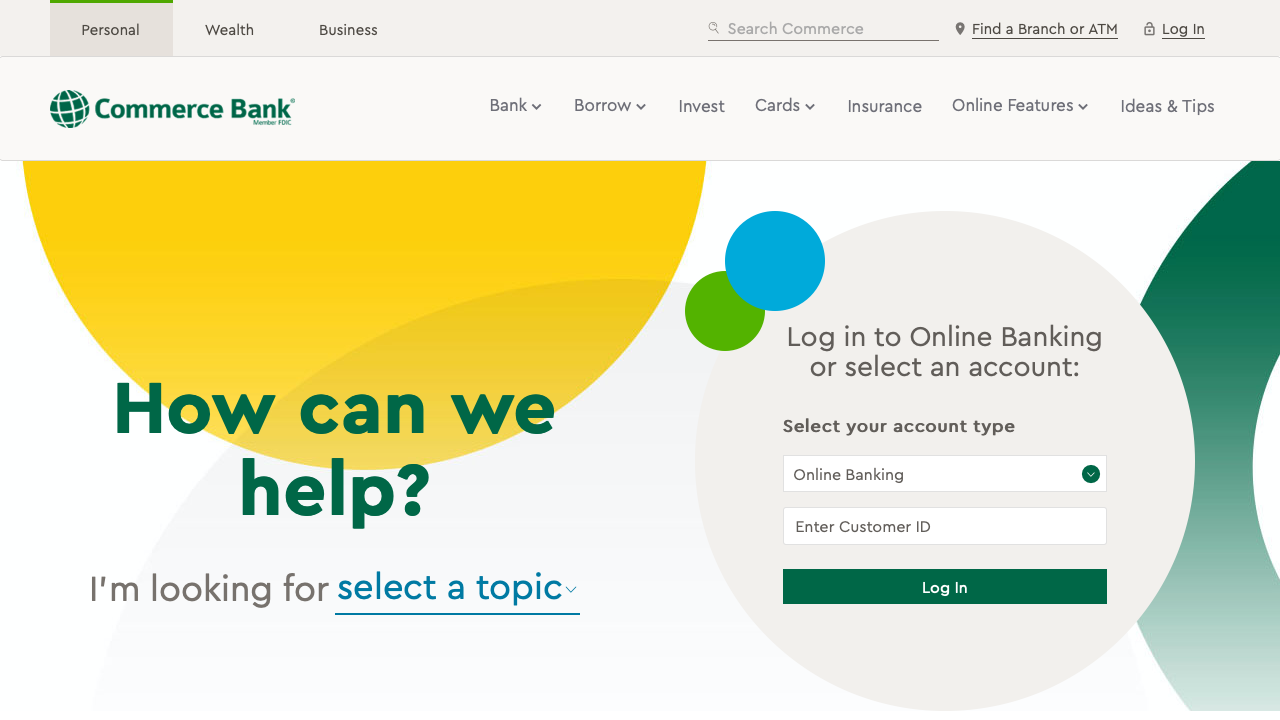 Personal
Wealth
Business
Search Commerce
Find a Branch or ATM
Log In
Commerce Bank®
Member FDIC
Bank
Borrow
Invest
Cards
Insurance
Online Features
Ideas & Tips
How can we
help?
I'm looking for select a topic
Log in to Online Banking
or select an account:
Select your account type
Online Banking
Enter Customer ID
Log In